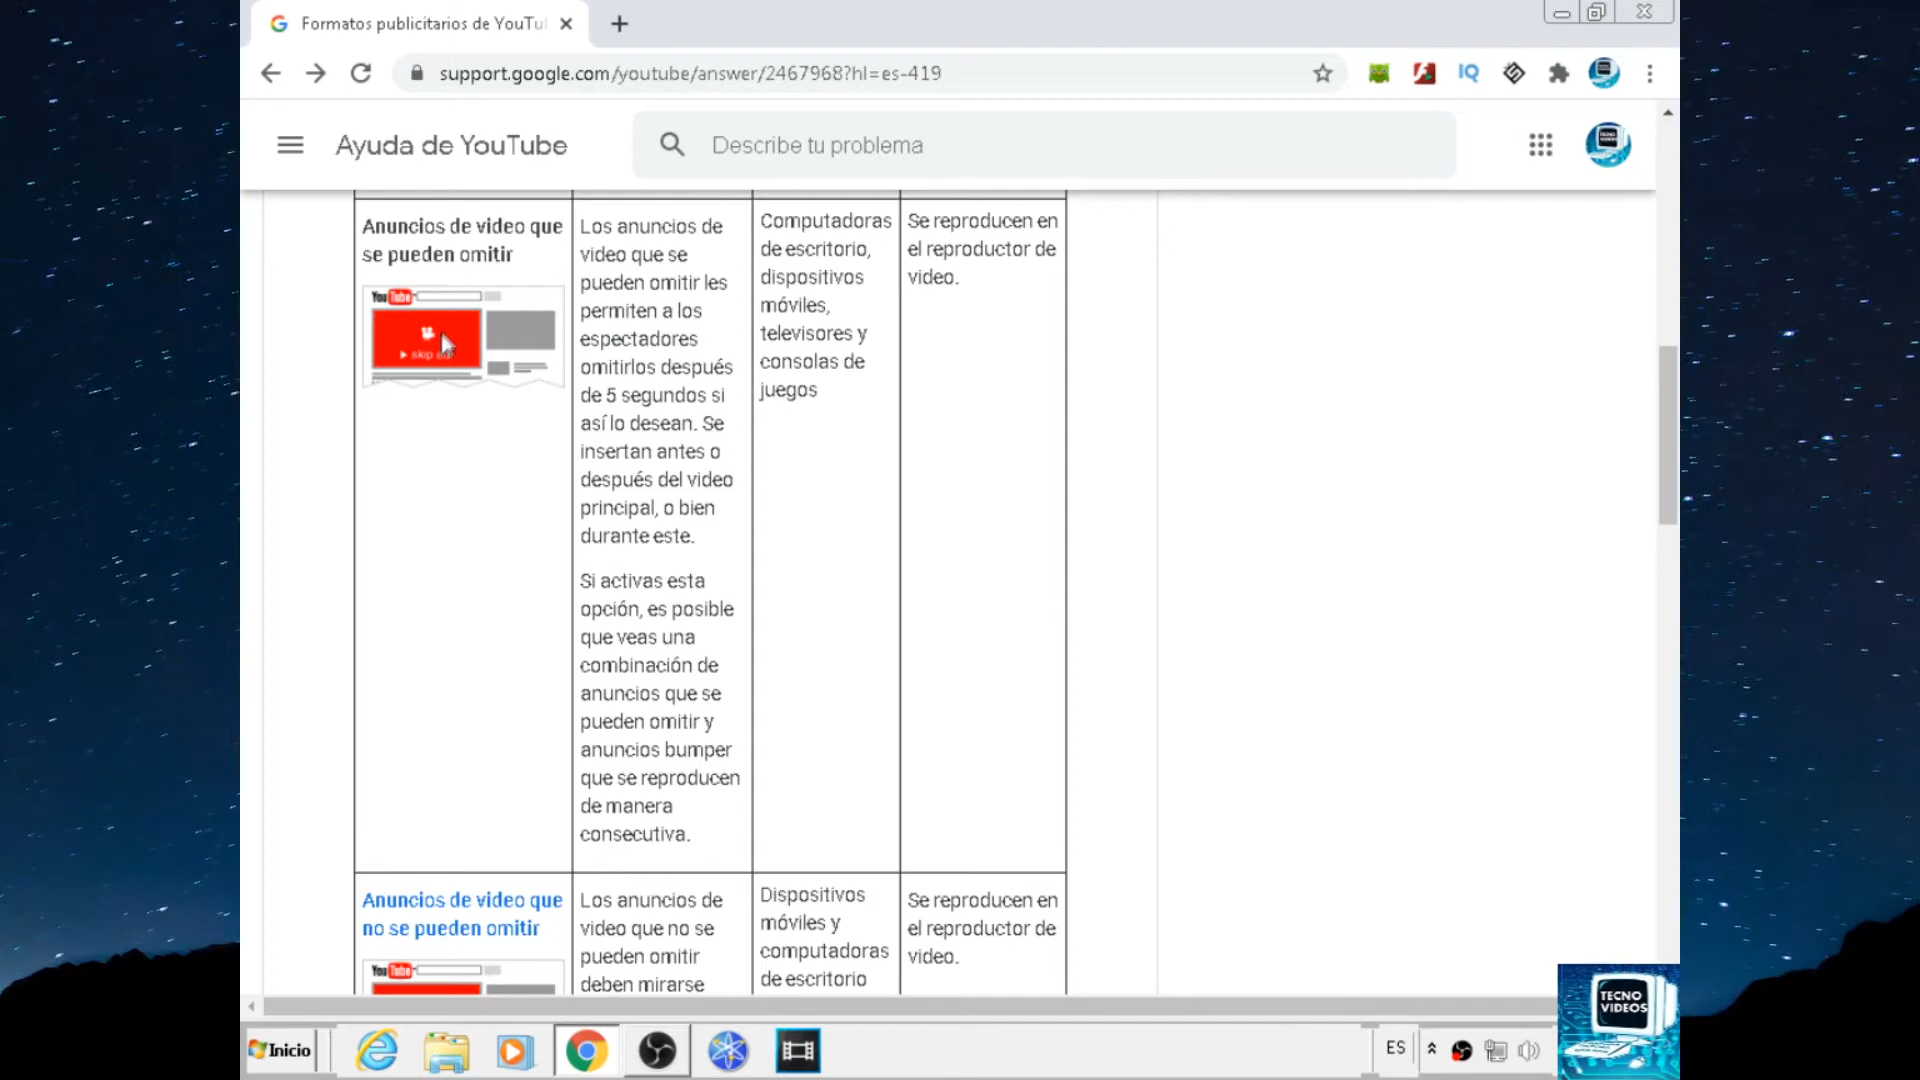 Formatos publicitarios de YouTu
support.google.com/youtube/answer/2467968?hl=es-419
IQ
Ayuda de YouTube
Describe tu problema
Anuncios de video que
se pueden omitir
YouTube
skip
Los anuncios de
video que se
pueden omitir les
permiten a los
espectadores
omitirlos después
de 5 segundos si
así lo desean. Se
insertan antes o
después del video
principal, o bien
durante este.
Si activas esta
opción, es posible
que veas una
combinación de
anuncios que se
pueden omitir y
anuncios bumper
que se reproducen
de manera
consecutiva.
Computadoras
de escritorio,
dispositivos
móviles,
televisores y
consolas de
juegos
Se reproducen en
el reproductor de
video.
Anuncios de video que
no se pueden omitir
YouTube
Los anuncios de
video que no se
pueden omitir
deben mirarse
Dispositivos
móviles y
computadoras
de escritorio
Se reproducen en
el reproductor de
video.
TECNO
VIDEOS
Inicio
ES